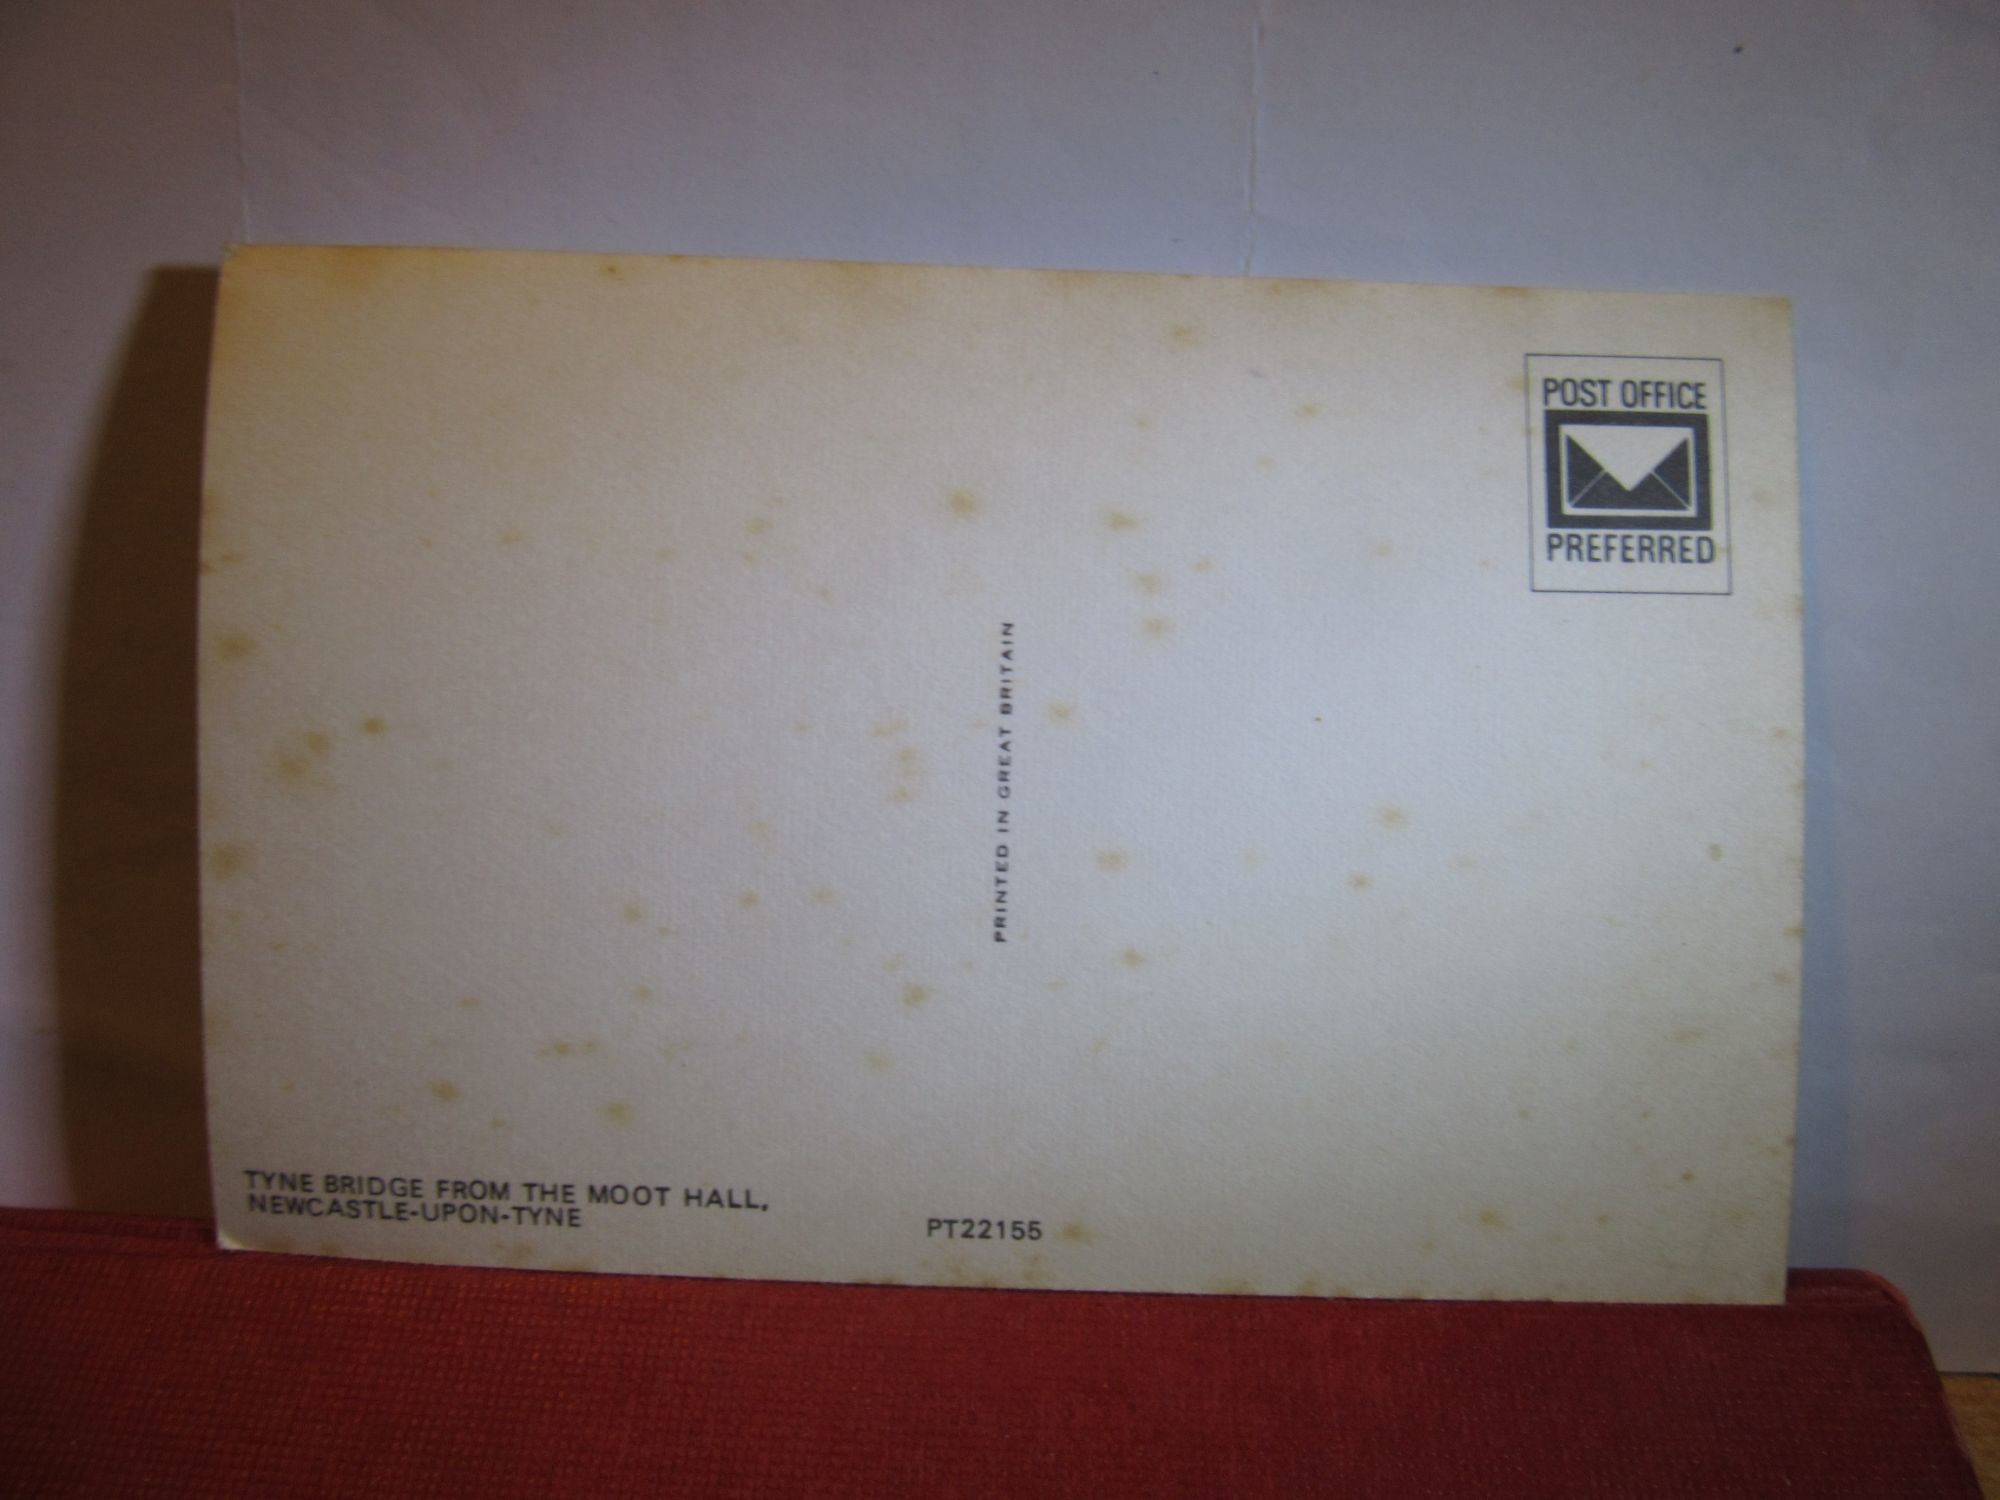 POST OFFICE
PREFERRED
PRINTED IN GREAT BRITAIN
TYNE BRIDGE FROM THE MOOT HALL,
NEWCASTLE-UPON-TYNE
PT22155